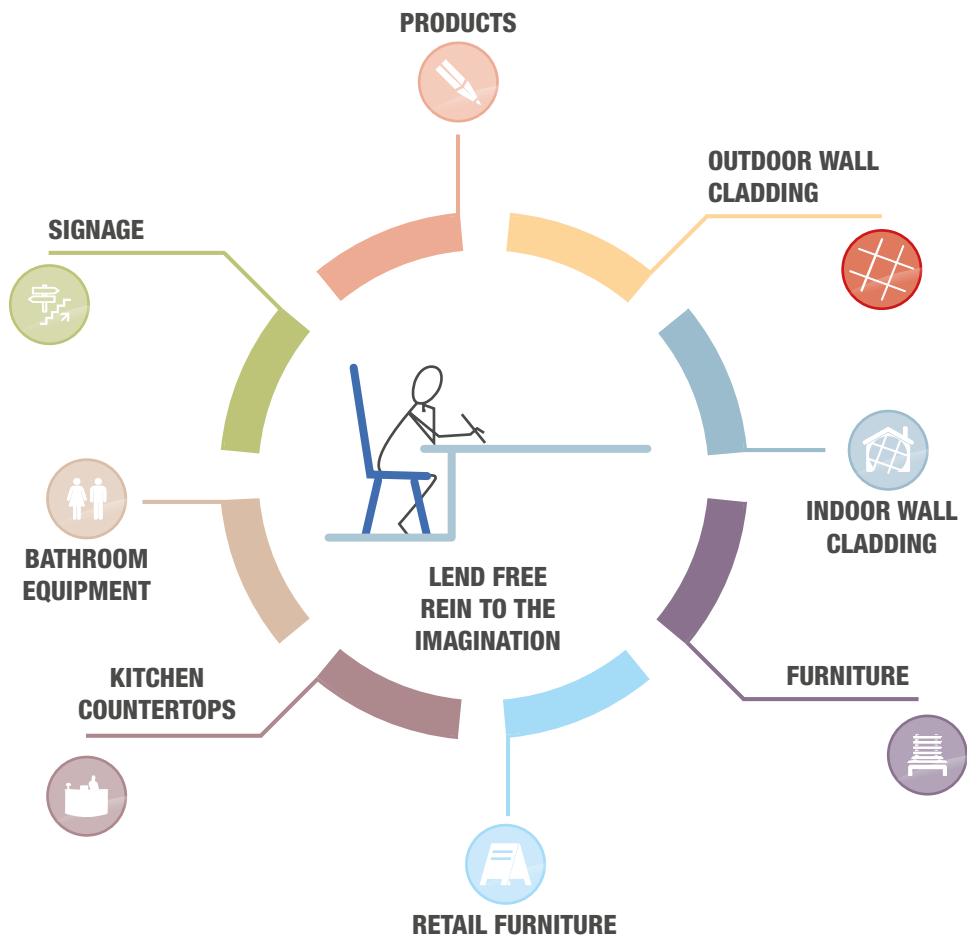 PRODUCTS
OUTDOOR WALL
CLADDING
SIGNAGE
INDOOR WALL
CLADDING
BATHROOM
EQUIPMENT
LEND FREE
REIN TO THE
IMAGINATION
KITCHEN
COUNTERTOPS
FURNITURE
RETAIL FURNITURE